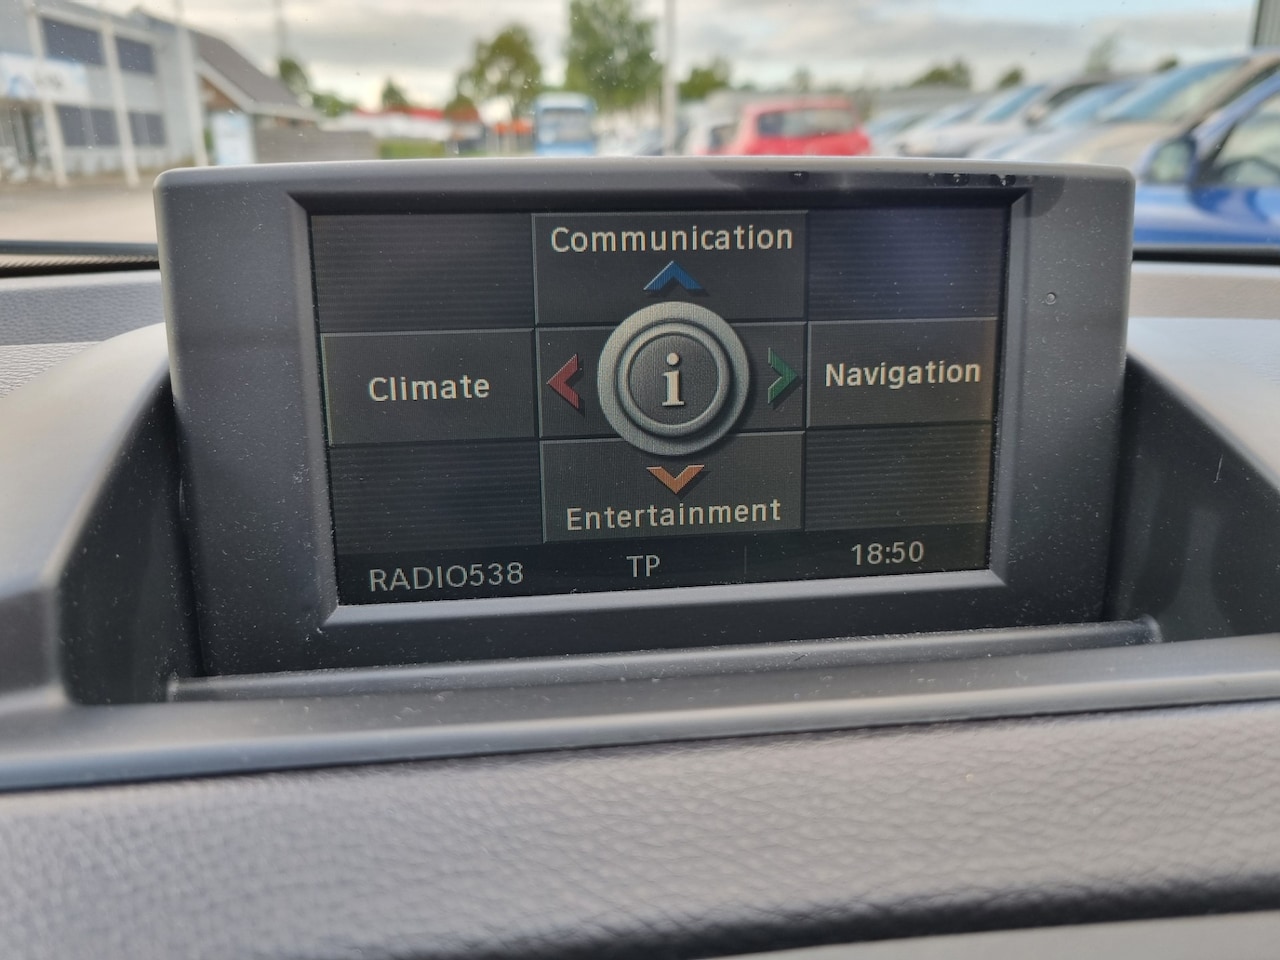 Communication
Climate
i
Navigation
Entertainment
RADIO538 TP 18:50